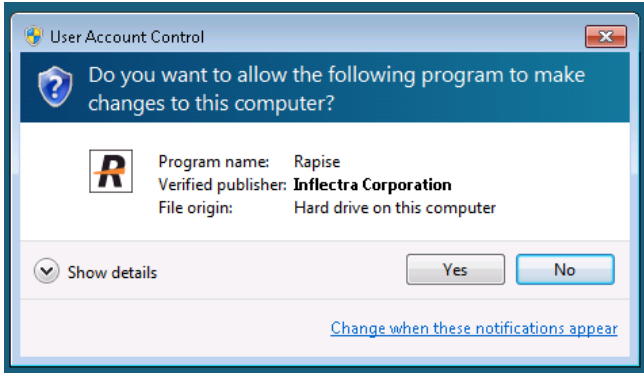 User Account Control
Do you want to allow the following program to make
changes to this computer?
Program name: Rapise
Verified publisher: Inflectra Corporation
File origin: Hard drive on this computer
Show details
Yes
No
Change when these notifications appear